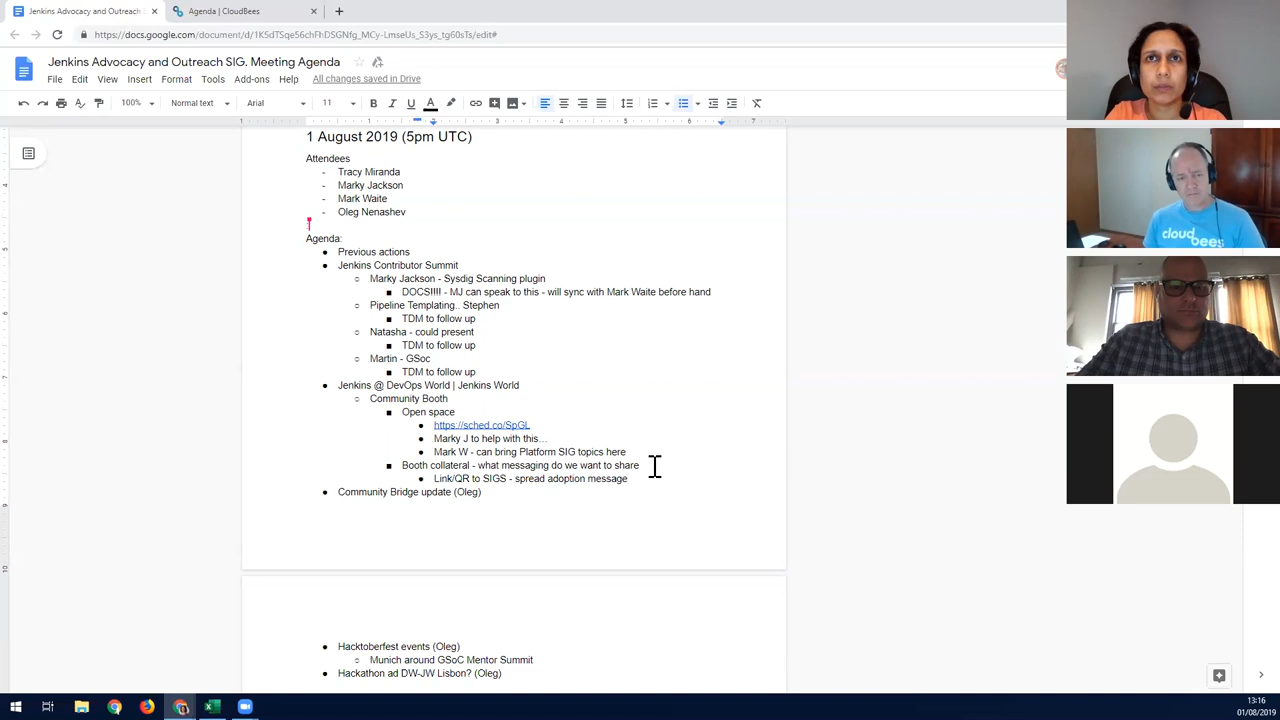 Jenkins Advocacy and Outreach
Agenda | CloudBees
https://docs.google.com/document/d/1K5dTSqe56chFhDSGNfg_MCy-LmseUs_S3ys_tg60sTs/edit#
Jenkins Advocacy and Outreach SIG. Meeting Agenda
File Edit View Insert Format Tools Add-ons Help All changes saved in Drive
100% Normal text Arial 11
1 August 2019 (5pm UTC)
Attendees
- Tracy Miranda
- Marky Jackson
- Mark Waite
- Oleg Nenashev
Agenda:
● Previous actions
● Jenkins Contributor Summit
○ Marky Jackson - Sysdig Scanning plugin
■ DOCS!!!! - MJ can speak to this - will sync with Mark Waite before hand
○ Pipeline Templating.. Stephen
■ TDM to follow up
○ Natasha - could present
■ TDM to follow up
○ Martin - GSoc
■ TDM to follow up
● Jenkins @ DevOps World | Jenkins World
○ Community Booth
■ Open space
● https://sched.co/SpGL
● Marky J to help with this…
● Mark W - can bring Platform SIG topics here
■ Booth collateral - what messaging do we want to share
● Link/QR to SIGS - spread adoption message
● Community Bridge update (Oleg)
● Hacktoberfest events (Oleg)
○ Munich around GSoC Mentor Summit
● Hackathon ad DW-JW Lisbon? (Oleg)
cloudbees
13:16
01/08/2019